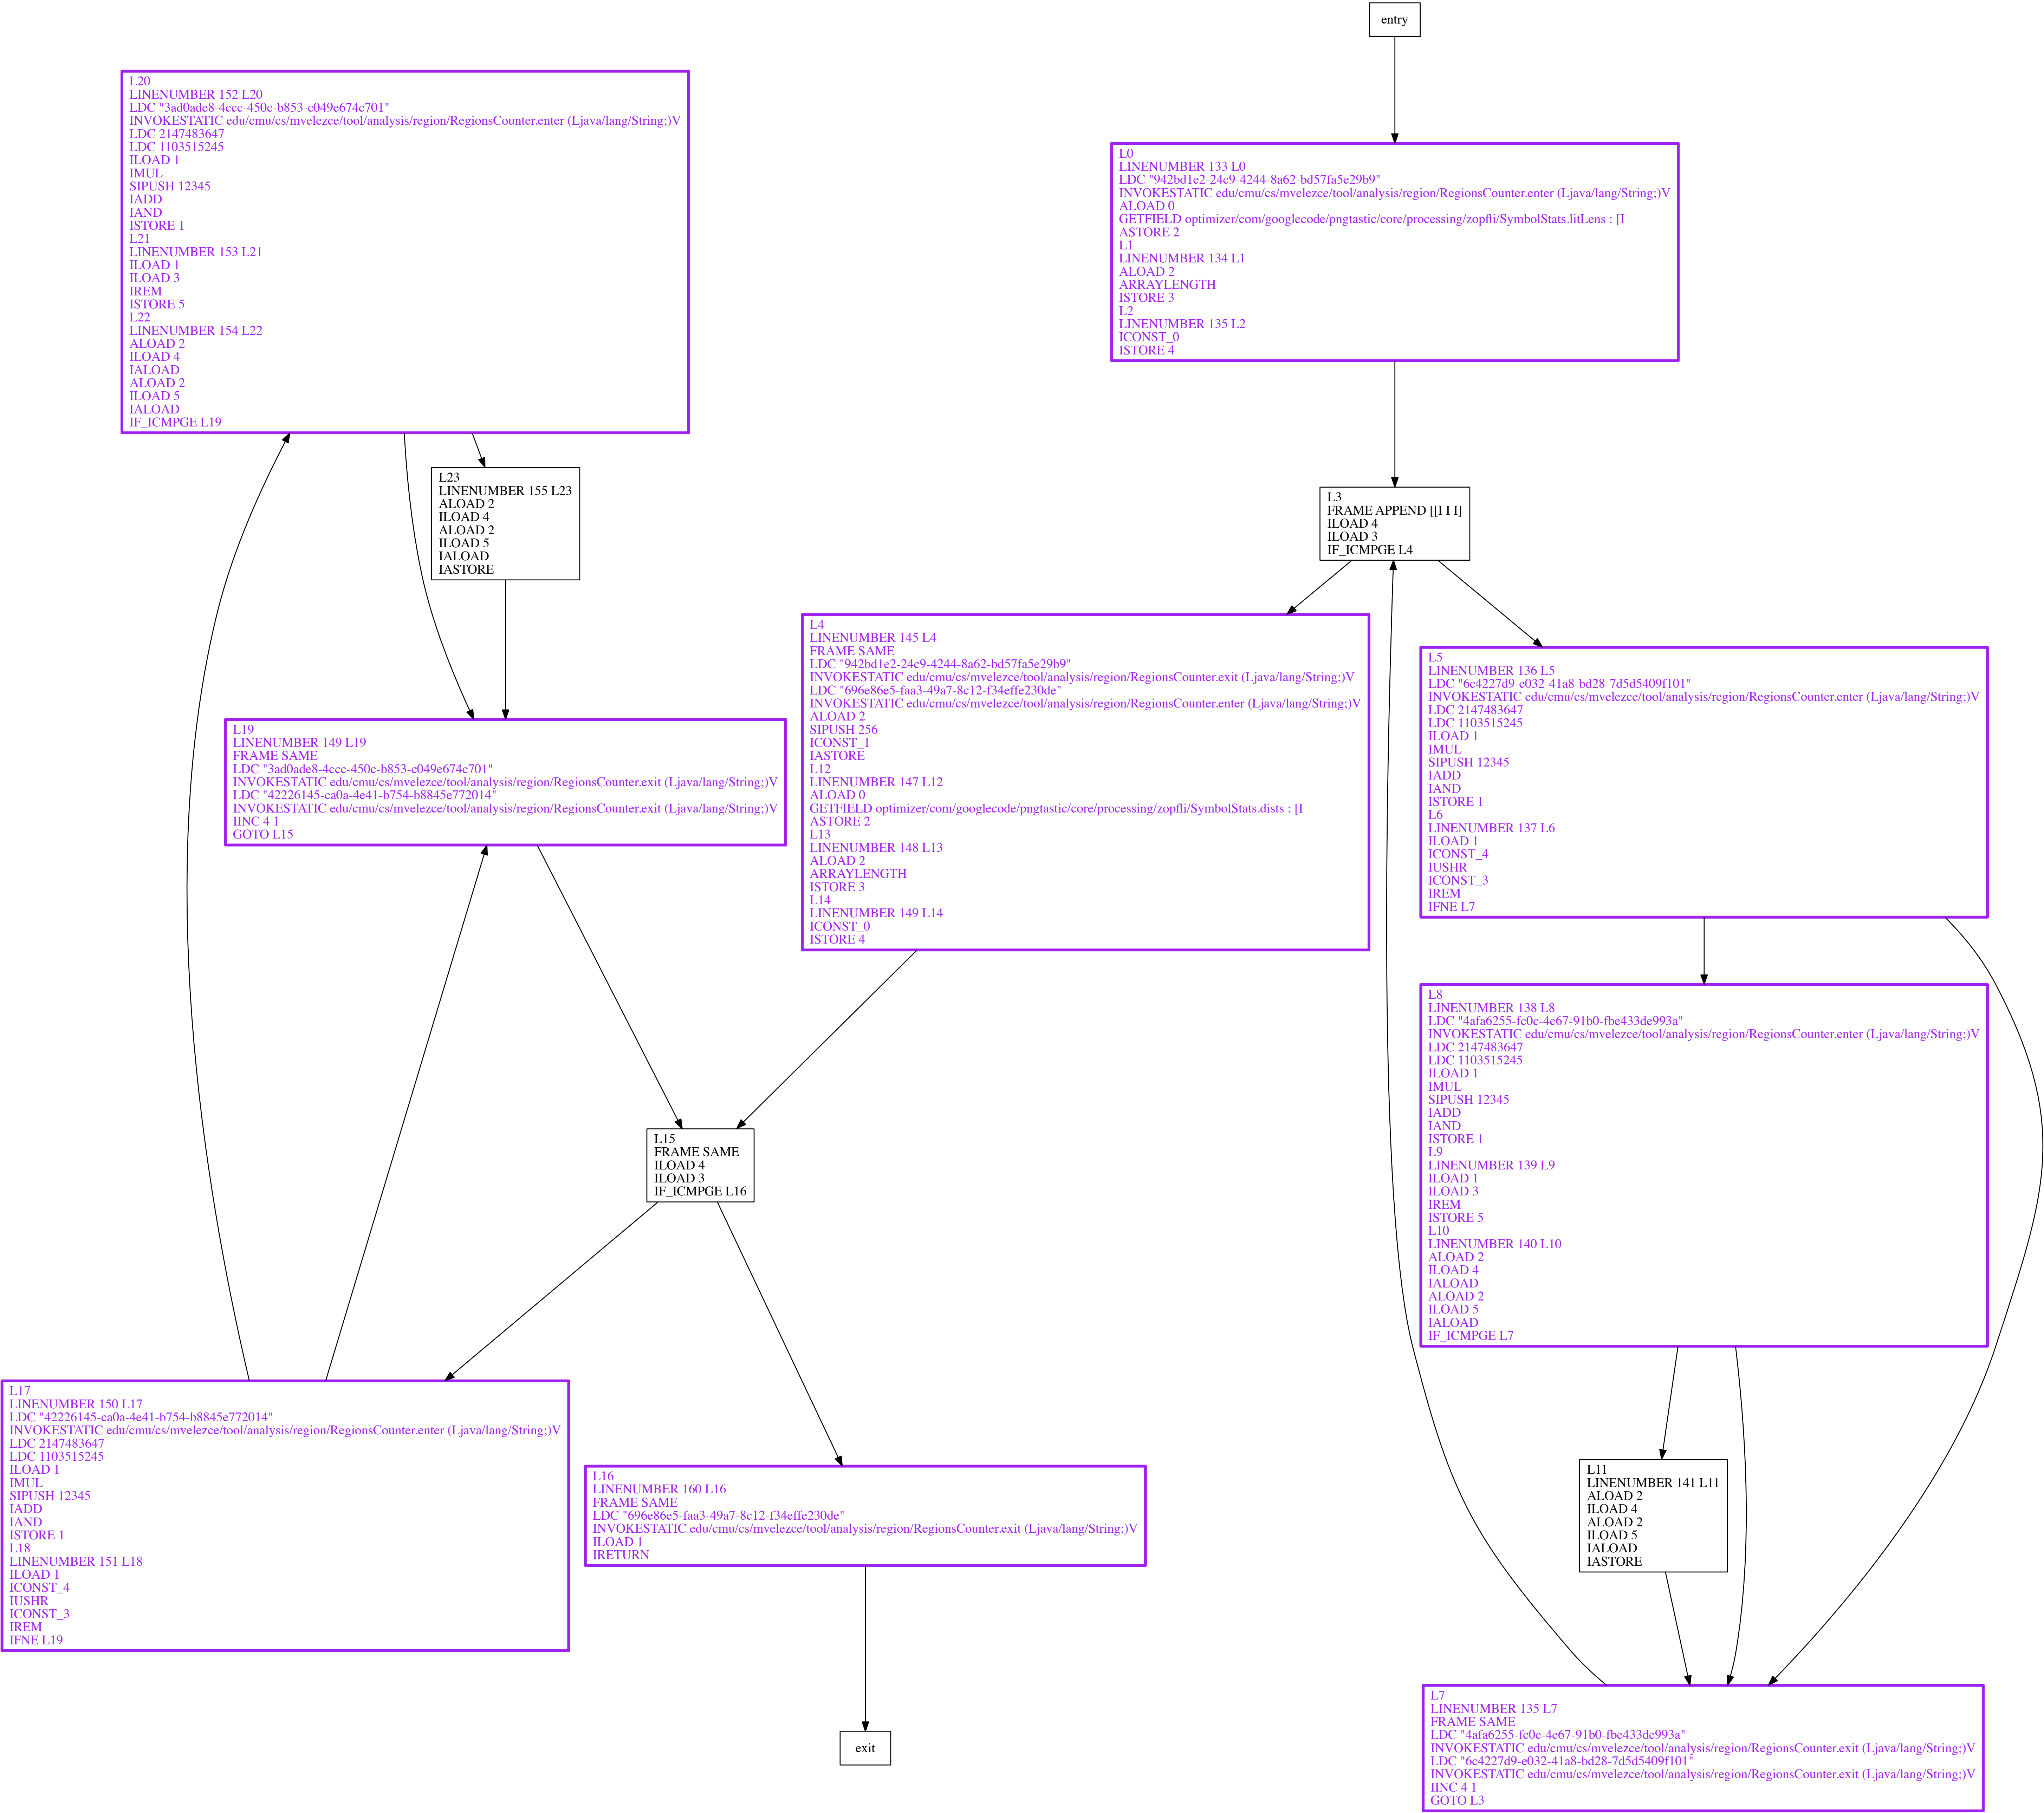 entry
L20
LINENUMBER 152 L20
LDC "3ad0ade8-4ccc-450c-b853-c049e674c701"
INVOKESTATIC edu/cmu/cs/mvelezce/tool/analysis/region/RegionsCounter.enter (Ljava/lang/String;)V
LDC 2147483647
LDC 1103515245
ILOAD 1
IMUL
SIPUSH 12345
IADD
IAND
ISTORE 1
L21
LINENUMBER 153 L21
ILOAD 1
ILOAD 3
IREM
ISTORE 5
L22
LINENUMBER 154 L22
ALOAD 2
ILOAD 4
IALOAD
ALOAD 2
ILOAD 5
IALOAD
IF_ICMPGE L19
L0
LINENUMBER 133 L0
LDC "942bd1e2-24c9-4244-8a62-bd57fa5e29b9"
INVOKESTATIC edu/cmu/cs/mvelezce/tool/analysis/region/RegionsCounter.enter (Ljava/lang/String;)V
ALOAD 0
GETFIELD optimizer/com/googlecode/pngtastic/core/processing/zopfli/SymbolStats.litLens : [I
ASTORE 2
L1
LINENUMBER 134 L1
ALOAD 2
ARRAYLENGTH
ISTORE 3
L2
LINENUMBER 135 L2
ICONST_0
ISTORE 4
L23
LINENUMBER 155 L23
ALOAD 2
ILOAD 4
ALOAD 2
ILOAD 5
IALOAD
IASTORE
L3
FRAME APPEND [[I I I]
ILOAD 4
ILOAD 3
IF_ICMPGE L4
L4
LINENUMBER 145 L4
FRAME SAME
LDC "942bd1e2-24c9-4244-8a62-bd57fa5e29b9"
INVOKESTATIC edu/cmu/cs/mvelezce/tool/analysis/region/RegionsCounter.exit (Ljava/lang/String;)V
LDC "696e86e5-faa3-49a7-8c12-f34effe230de"
INVOKESTATIC edu/cmu/cs/mvelezce/tool/analysis/region/RegionsCounter.enter (Ljava/lang/String;)V
ALOAD 2
SIPUSH 256
ICONST_1
IASTORE
L12
LINENUMBER 147 L12
ALOAD 0
GETFIELD optimizer/com/googlecode/pngtastic/core/processing/zopfli/SymbolStats.dists : [I
ASTORE 2
L13
LINENUMBER 148 L13
ALOAD 2
ARRAYLENGTH
ISTORE 3
L14
LINENUMBER 149 L14
ICONST_0
ISTORE 4
L5
LINENUMBER 136 L5
LDC "6c4227d9-e032-41a8-bd28-7d5d5409f101"
INVOKESTATIC edu/cmu/cs/mvelezce/tool/analysis/region/RegionsCounter.enter (Ljava/lang/String;)V
LDC 2147483647
LDC 1103515245
ILOAD 1
IMUL
SIPUSH 12345
IADD
IAND
ISTORE 1
L6
LINENUMBER 137 L6
ILOAD 1
ICONST_4
IUSHR
ICONST_3
IREM
IFNE L7
L19
LINENUMBER 149 L19
FRAME SAME
LDC "3ad0ade8-4ccc-450c-b853-c049e674c701"
INVOKESTATIC edu/cmu/cs/mvelezce/tool/analysis/region/RegionsCounter.exit (Ljava/lang/String;)V
LDC "42226145-ca0a-4e41-b754-b8845e772014"
INVOKESTATIC edu/cmu/cs/mvelezce/tool/analysis/region/RegionsCounter.exit (Ljava/lang/String;)V
IINC 4 1
GOTO L15
L8
LINENUMBER 138 L8
LDC "4afa6255-fc0c-4e67-91b0-fbe433de993a"
INVOKESTATIC edu/cmu/cs/mvelezce/tool/analysis/region/RegionsCounter.enter (Ljava/lang/String;)V
LDC 2147483647
LDC 1103515245
ILOAD 1
IMUL
SIPUSH 12345
IADD
IAND
ISTORE 1
L9
LINENUMBER 139 L9
ILOAD 1
ILOAD 3
IREM
ISTORE 5
L10
LINENUMBER 140 L10
ALOAD 2
ILOAD 4
IALOAD
ALOAD 2
ILOAD 5
IALOAD
IF_ICMPGE L7
L15
FRAME SAME
ILOAD 4
ILOAD 3
IF_ICMPGE L16
L17
LINENUMBER 150 L17
LDC "42226145-ca0a-4e41-b754-b8845e772014"
INVOKESTATIC edu/cmu/cs/mvelezce/tool/analysis/region/RegionsCounter.enter (Ljava/lang/String;)V
LDC 2147483647
LDC 1103515245
ILOAD 1
IMUL
SIPUSH 12345
IADD
IAND
ISTORE 1
L18
LINENUMBER 151 L18
ILOAD 1
ICONST_4
IUSHR
ICONST_3
IREM
IFNE L19
L16
LINENUMBER 160 L16
FRAME SAME
LDC "696e86e5-faa3-49a7-8c12-f34effe230de"
INVOKESTATIC edu/cmu/cs/mvelezce/tool/analysis/region/RegionsCounter.exit (Ljava/lang/String;)V
ILOAD 1
IRETURN
L11
LINENUMBER 141 L11
ALOAD 2
ILOAD 4
ALOAD 2
ILOAD 5
IALOAD
IASTORE
L7
LINENUMBER 135 L7
FRAME SAME
LDC "4afa6255-fc0c-4e67-91b0-fbe433de993a"
INVOKESTATIC edu/cmu/cs/mvelezce/tool/analysis/region/RegionsCounter.exit (Ljava/lang/String;)V
LDC "6c4227d9-e032-41a8-bd28-7d5d5409f101"
INVOKESTATIC edu/cmu/cs/mvelezce/tool/analysis/region/RegionsCounter.exit (Ljava/lang/String;)V
IINC 4 1
GOTO L3
exit